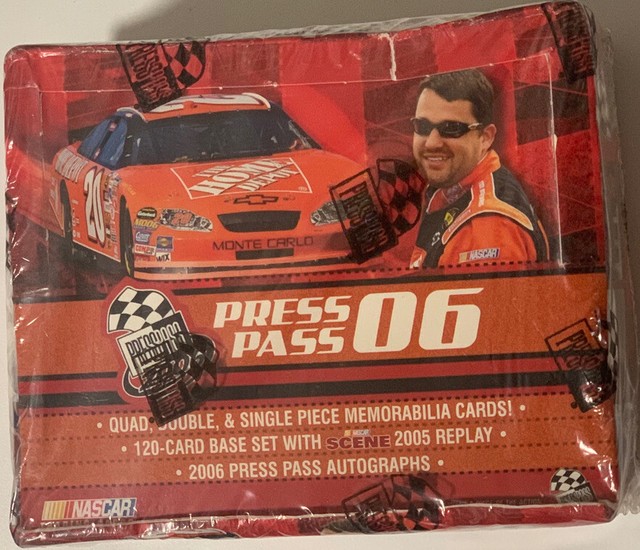 20
THE
HOME
DEPOT
MONTE CARLO
NASCAR
PRESS
PASS 06
• QUAD, DOUBLE, & SINGLE PIECE MEMORABILIA CARDS! •
• 120-CARD BASE SET WITH NASCAR SCENE 2005 REPLAY •
• 2006 PRESS PASS AUTOGRAPHS •
NASCAR